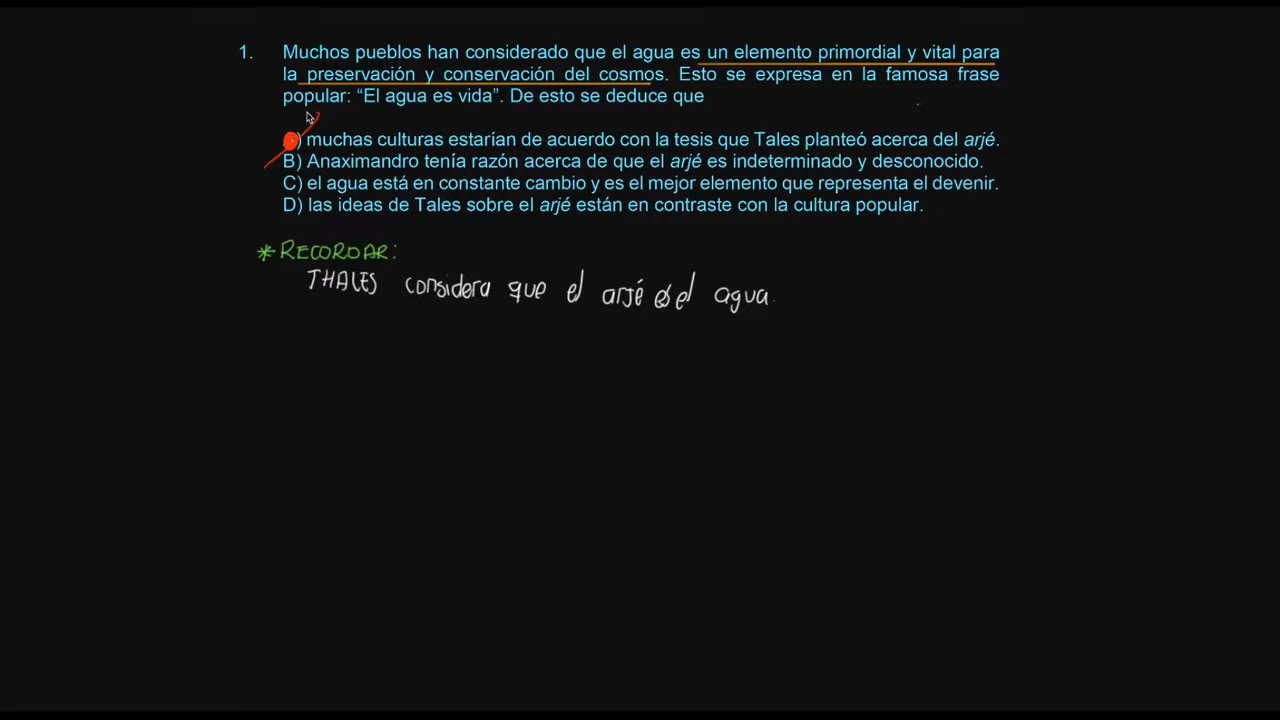 1. Muchos pueblos han considerado que el agua es un elemento primordial y vital para
la preservación y conservación del cosmos. Esto se expresa en la famosa frase
popular: “El agua es vida”. De esto se deduce que
) muchas culturas estarían de acuerdo con la tesis que Tales planteó acerca del arjé.
B) Anaximandro tenía razón acerca de que el arjé es indeterminado y desconocido.
C) el agua está en constante cambio y es el mejor elemento que representa el devenir.
D) las ideas de Tales sobre el arjé están en contraste con la cultura popular.
* RECORDAR:
THALES considera que el arjé es el agua.